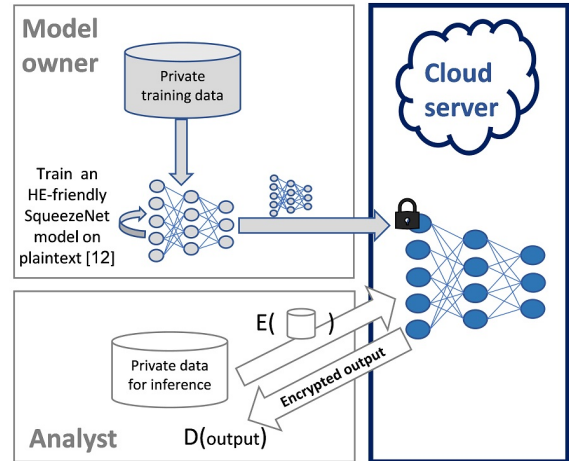 Model
owner
Private
training data
Cloud
server
Train an
HE-friendly
SqueezeNet
model on
plaintext [12]
E( )
Private data
for inference
Encrypted output
Analyst
D(output)